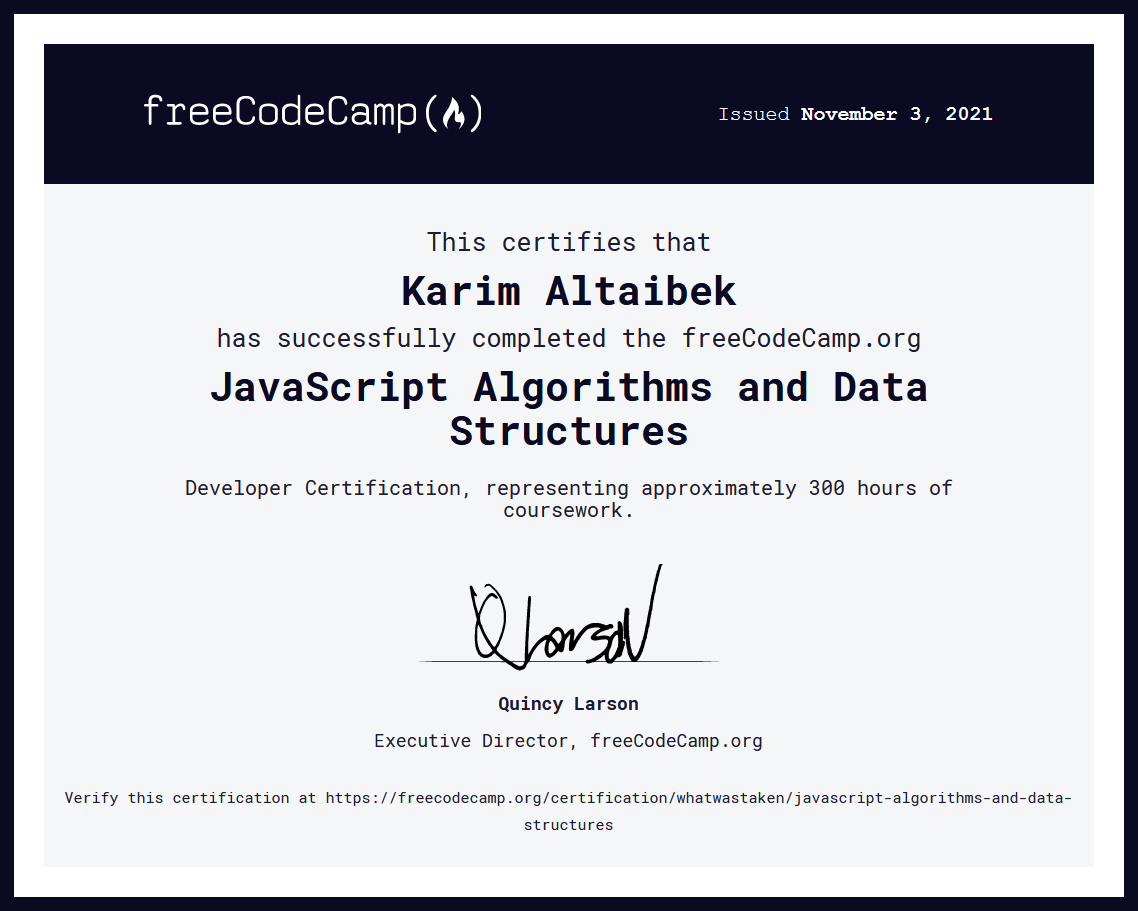 freeCodeCamp
Issued November 3, 2021
This certifies that
Karim Altaibek
has successfully completed the freeCodeCamp.org
JavaScript Algorithms and Data
Structures
Developer Certification, representing approximately 300 hours of
coursework.
Q Larson
Quincy Larson
Executive Director, freeCodeCamp.org
Verify this certification at https://freecodecamp.org/certification/whatwastaken/javascript-algorithms-and-data-
structures